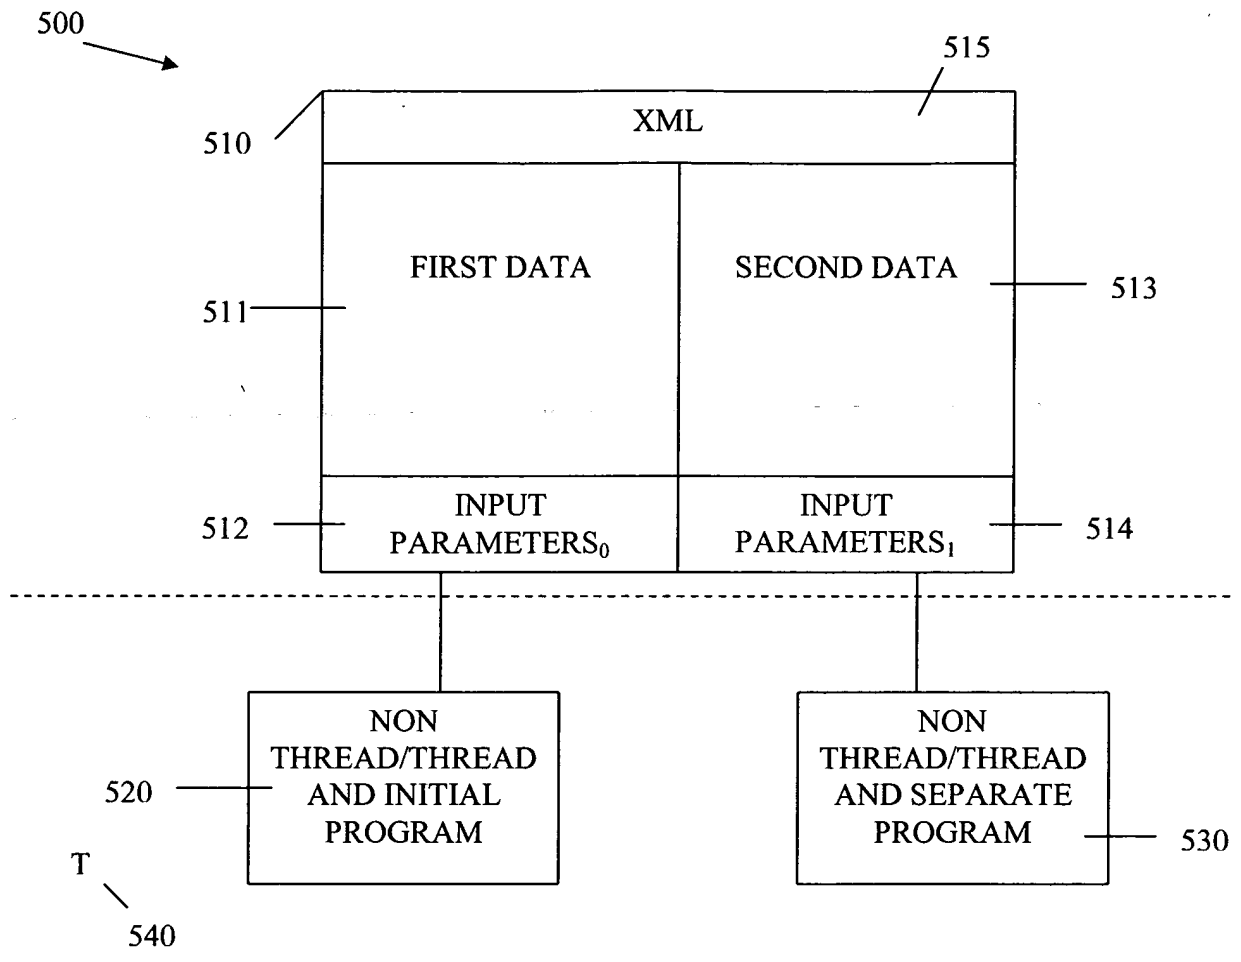 500
515
XML
510
FIRST DATA
SECOND DATA
511
513
INPUT
PARAMETERS₀
INPUT
PARAMETERS₁
512
514
NON
THREAD/THREAD
AND INITIAL
PROGRAM
NON
THREAD/THREAD
AND SEPARATE
PROGRAM
520
530
T
540